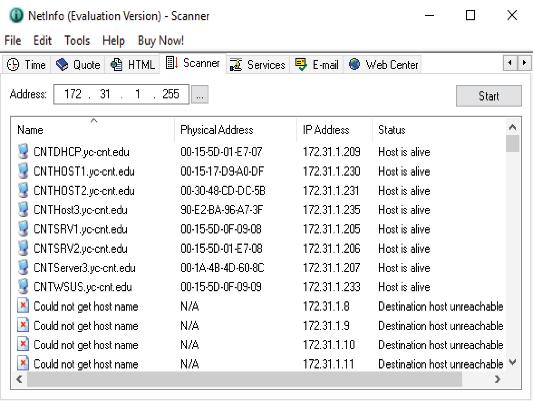 NetInfo (Evaluation Version) - Scanner
File Edit Tools Help Buy Now!
Time Quote HTML Scanner Services E-mail Web Center
Address: 172 . 31 . 1 . 255 ... Start
Name Physical Address IP Address Status
CNTDHCP.yc-cnt.edu 00-15-5D-01-E7-07 172.31.1.209 Host is alive
CNTHOST1.yc-cnt.edu 00-15-17-D9-A0-DF 172.31.1.230 Host is alive
CNTHOST2.yc-cnt.edu 00-30-48-CD-DC-5B 172.31.1.231 Host is alive
CNTHost3.yc-cnt.edu 90-E2-BA-96-A7-3F 172.31.1.235 Host is alive
CNTSRV1.yc-cnt.edu 00-15-5D-0F-09-08 172.31.1.205 Host is alive
CNTSRV2.yc-cnt.edu 00-15-5D-01-E7-08 172.31.1.206 Host is alive
CNTServer3.yc-cnt.edu 00-1A-4B-4D-60-8C 172.31.1.207 Host is alive
CNTWSUS.yc-cnt.edu 00-15-5D-0F-09-09 172.31.1.233 Host is alive
Could not get host name N/A 172.31.1.8 Destination host unreachable
Could not get host name N/A 172.31.1.9 Destination host unreachable
Could not get host name N/A 172.31.1.10 Destination host unreachable
Could not get host name N/A 172.31.1.11 Destination host unreachable